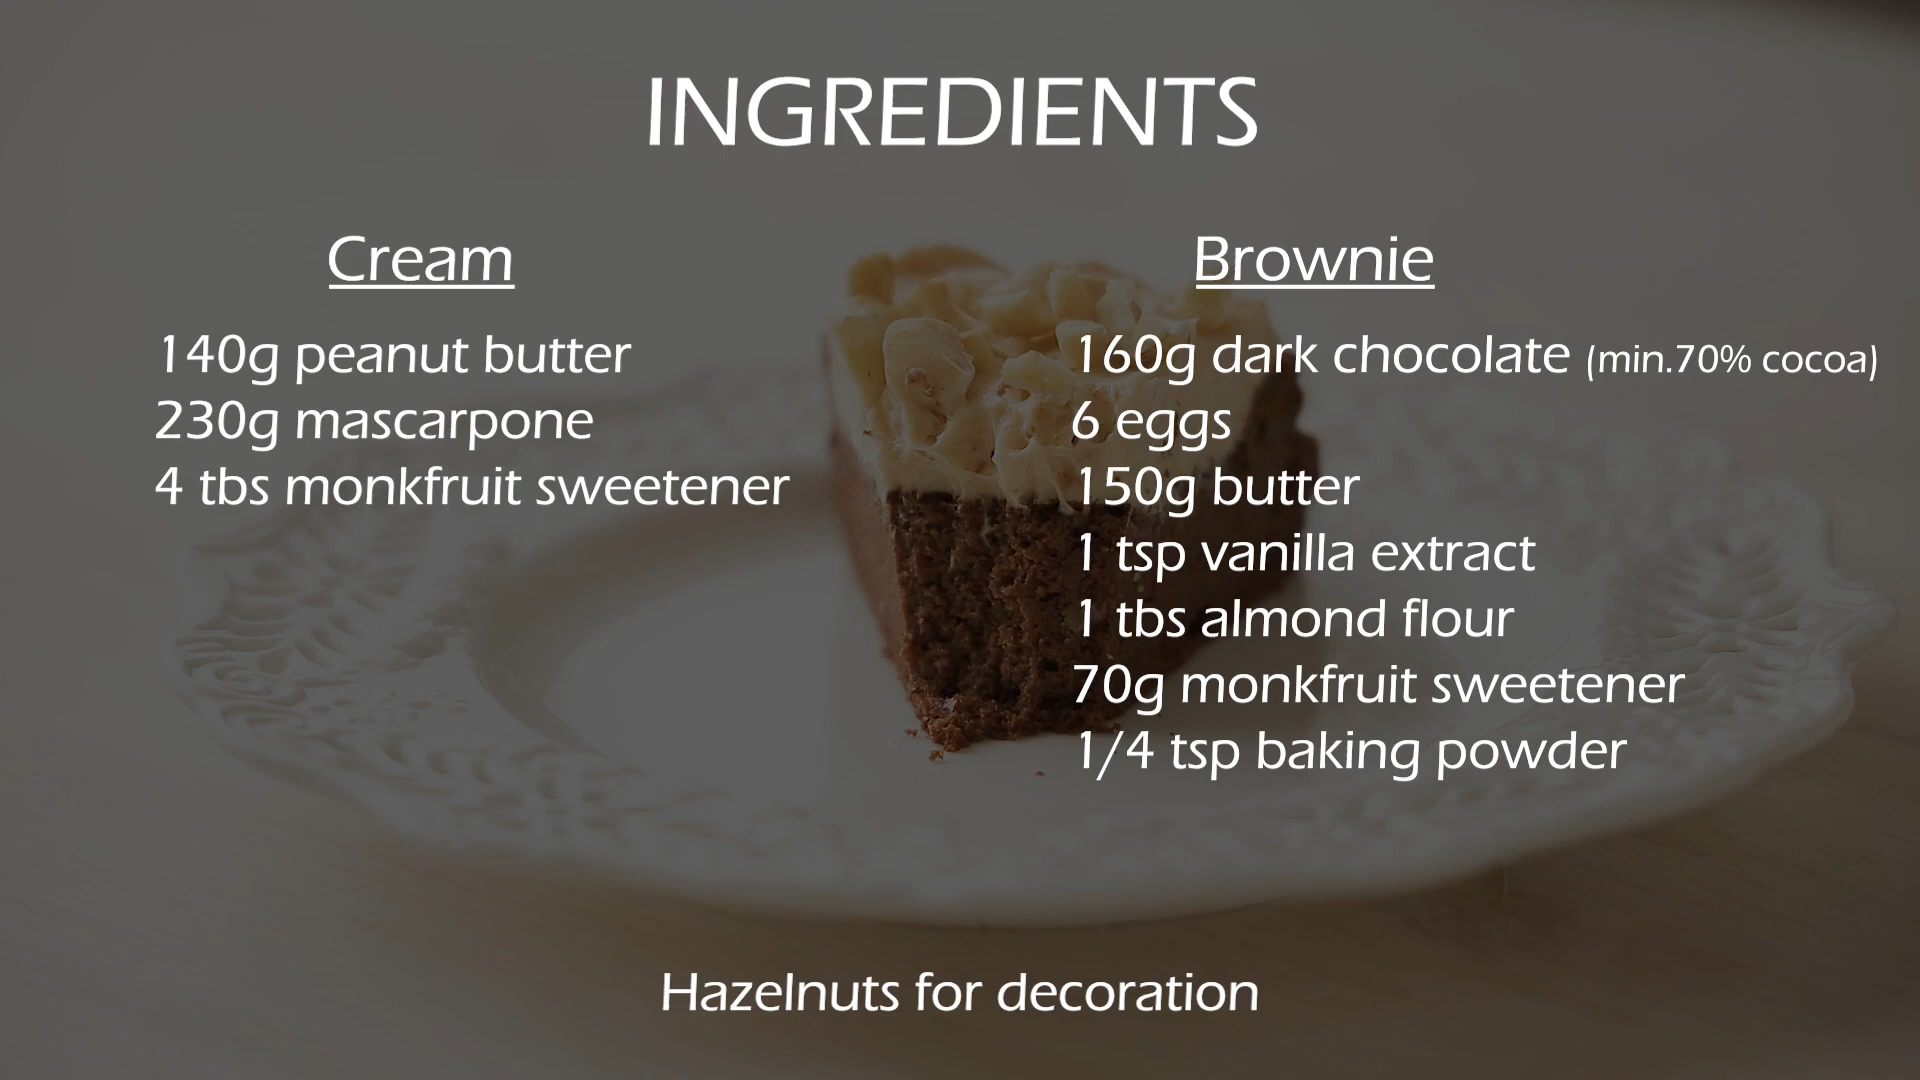 INGREDIENTS
Cream
140g peanut butter
230g mascarpone
4 tbs monkfruit sweetener
Brownie
160g dark chocolate (min.70% cocoa)
6 eggs
150g butter
1 tsp vanilla extract
1 tbs almond flour
70g monkfruit sweetener
1/4 tsp baking powder
Hazelnuts for decoration